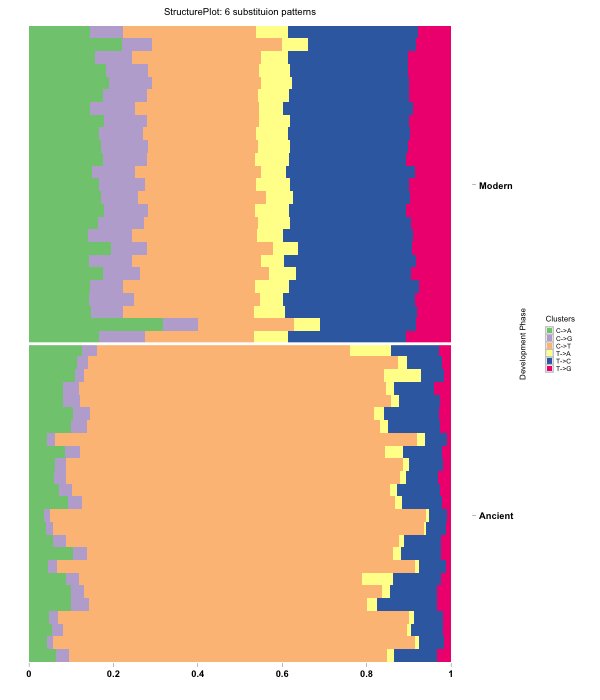 StructurePlot: 6 substituion patterns
Modern
Ancient
Development Phase
Clusters
C->A
C->G
C->T
T->A
T->C
T->G
0 0.2 0.4 0.6 0.8 1